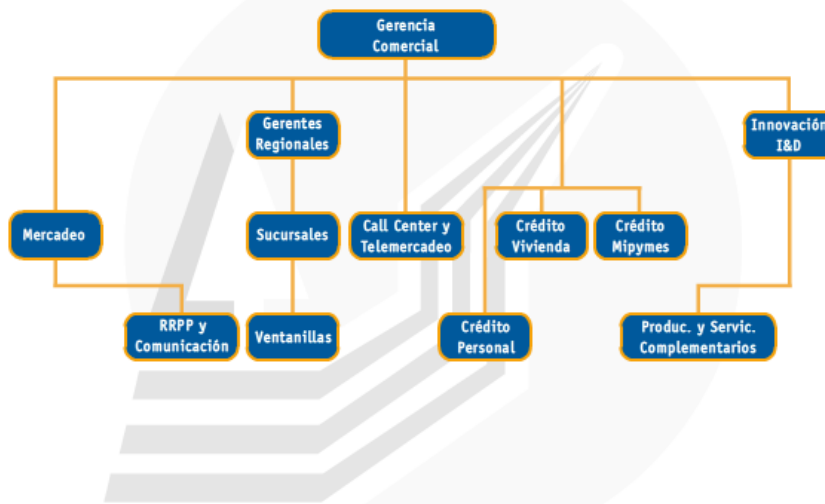 Gerencia
Comercial
Gerentes
Regionales
Innovación
I&D
Mercadeo
Sucursales
Call Center y
Telemercadeo
Crédito
Vivienda
Crédito
Mipymes
RRPP y
Comunicación
Ventanillas
Crédito
Personal
Produc. y Servic.
Complementarios